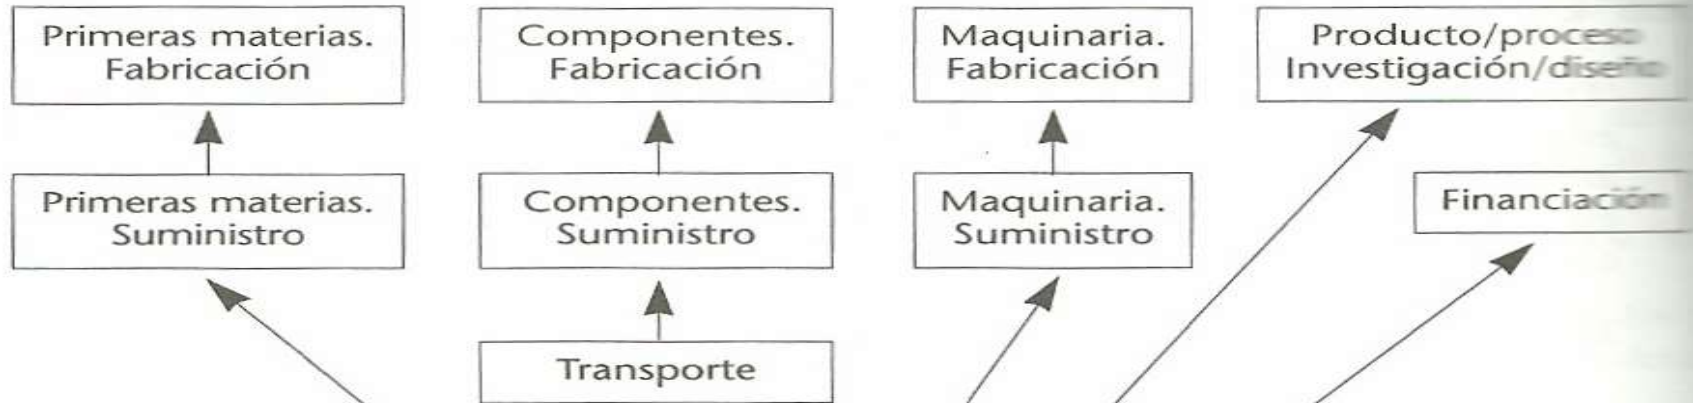 Primeras materias.
Fabricación
Componentes.
Fabricación
Maquinaria.
Fabricación
Producto/proceso
Investigación/diseño
Primeras materias.
Suministro
Componentes.
Suministro
Maquinaria.
Suministro
Financiación
Transporte